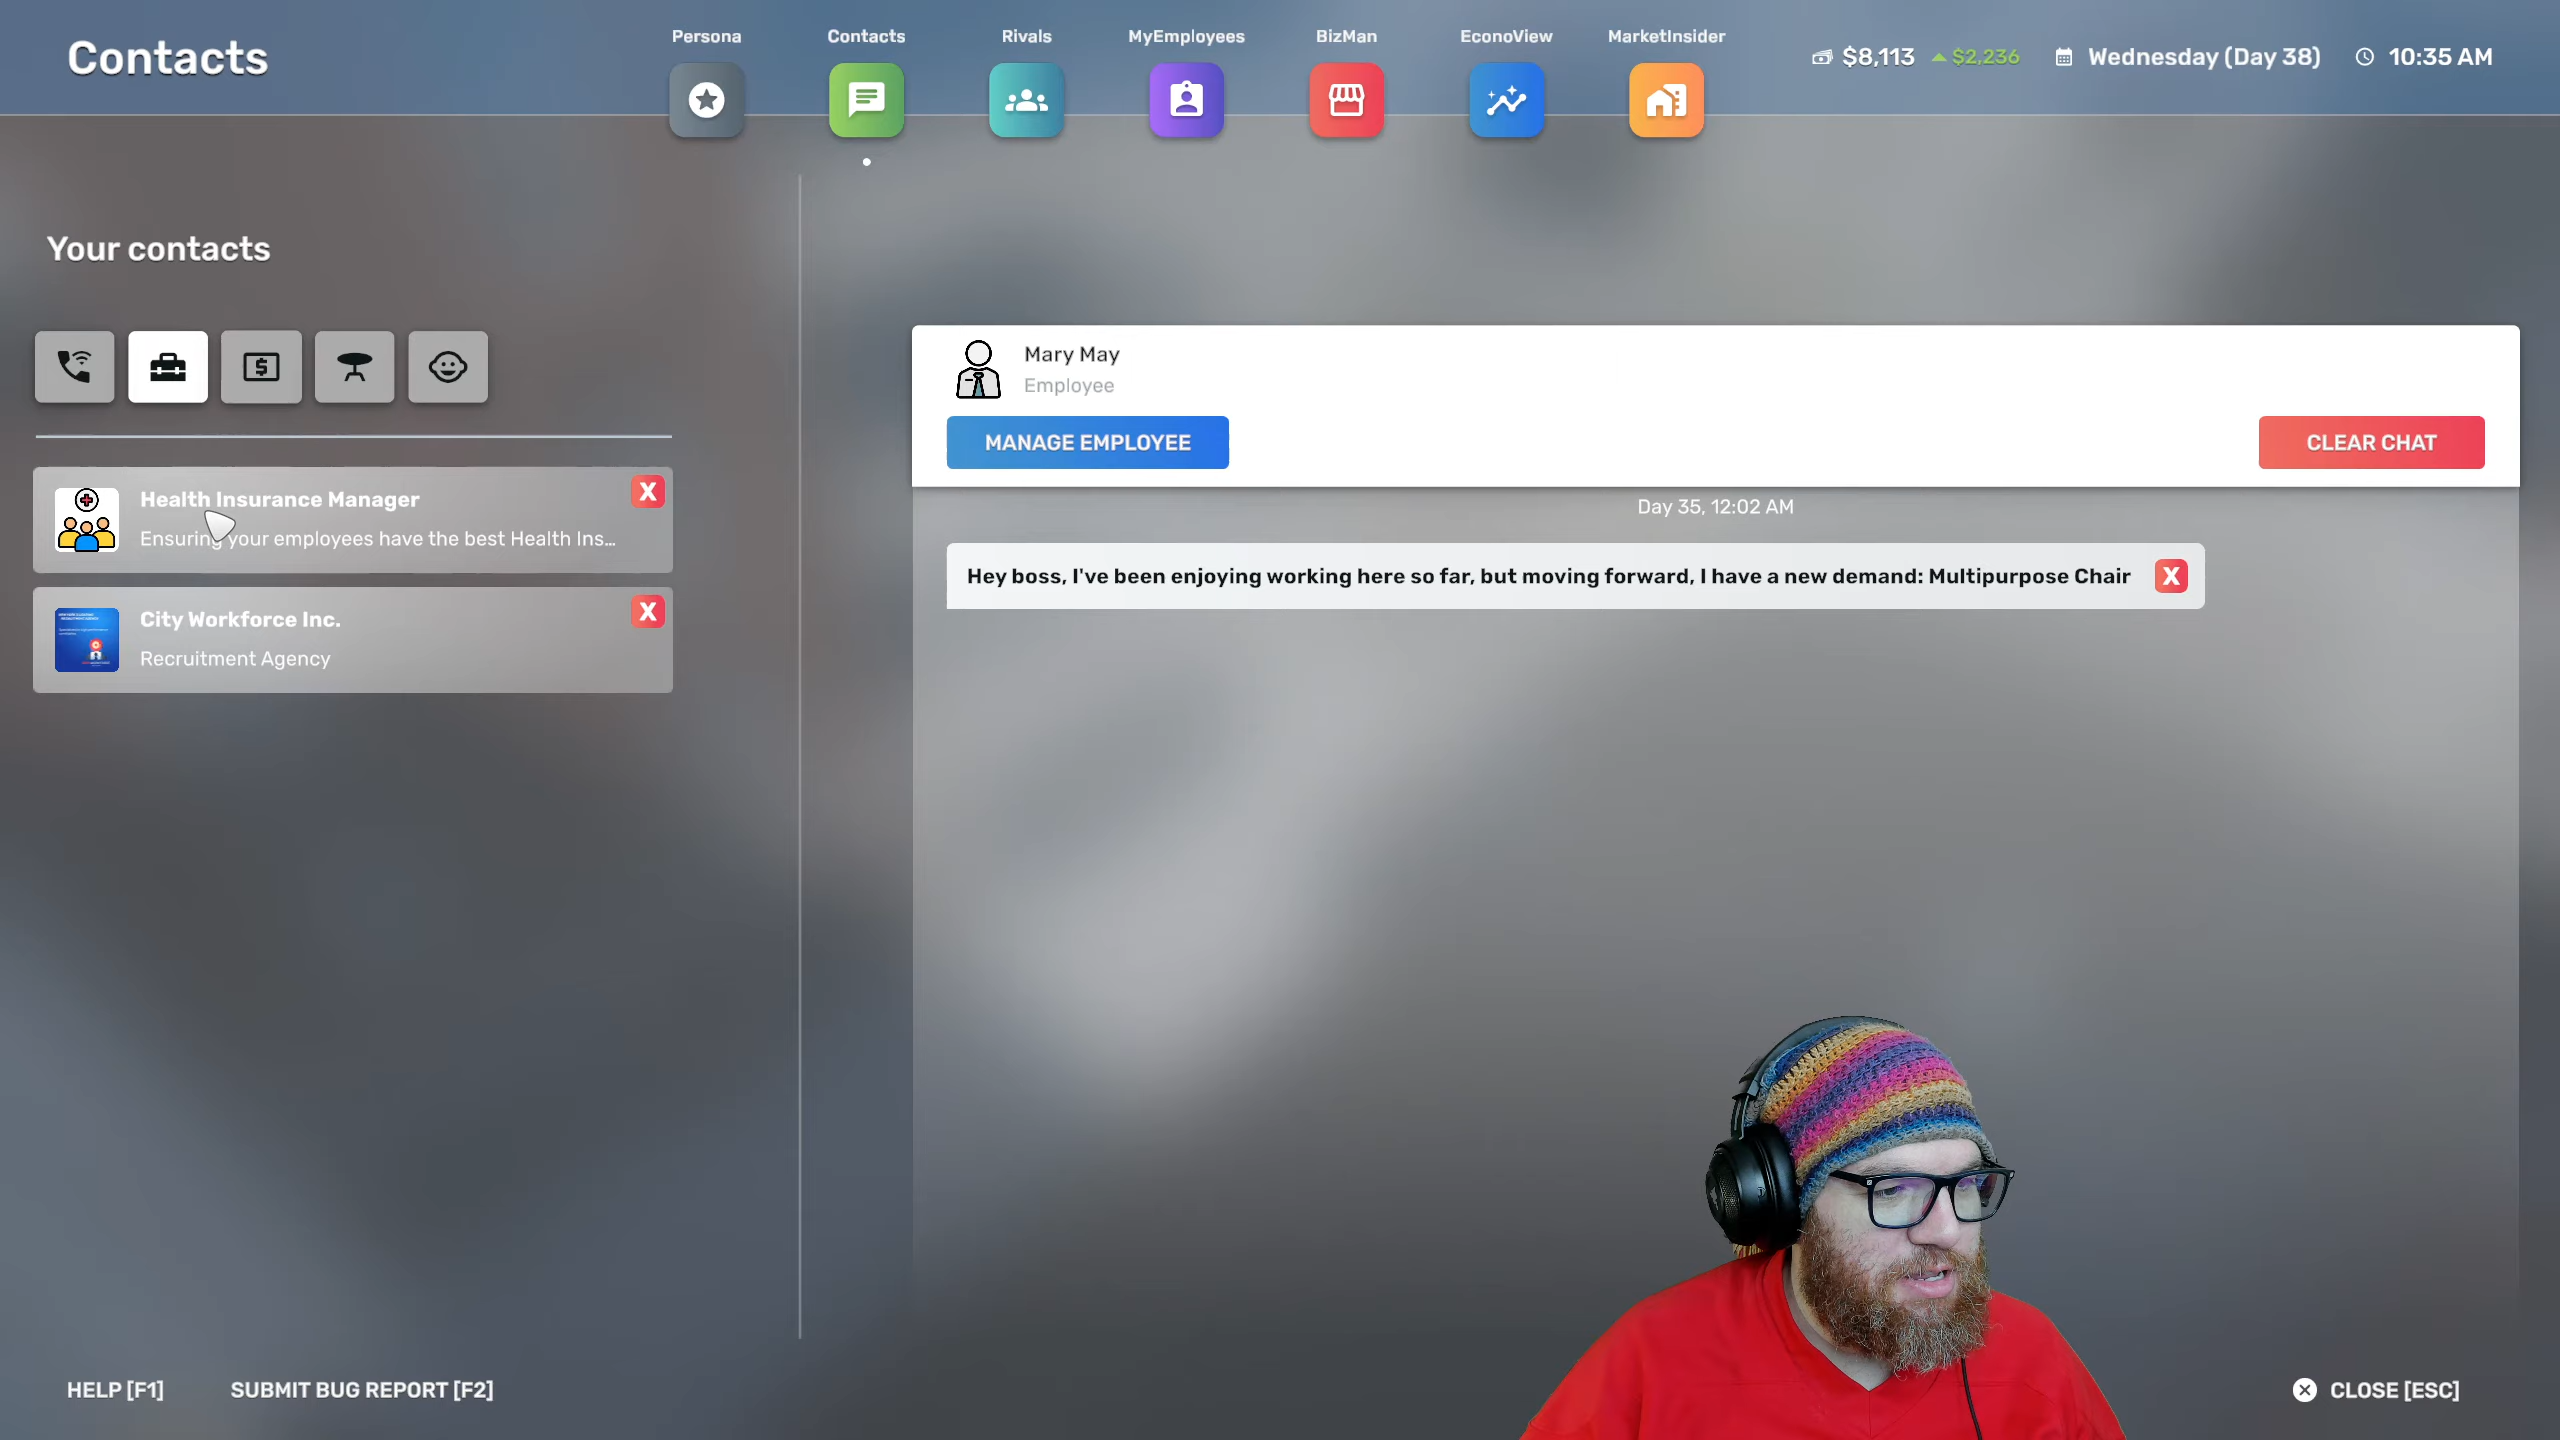 Contacts
Persona
Contacts
Rivals
MyEmployees
BizMan
EconoView
MarketInsider
$8,113
$2,236
Wednesday (Day 38)
10:35 AM
Your contacts
Health Insurance Manager
X
Ensuring your employees have the best Health Ins...
City Workforce Inc.
X
Recruitment Agency
Mary May
Employee
MANAGE EMPLOYEE
CLEAR CHAT
Day 35, 12:02 AM
Hey boss, I've been enjoying working here so far, but moving forward, I have a new demand: Multipurpose Chair
X
HELP [F1]
SUBMIT BUG REPORT [F2]
CLOSE [ESC]